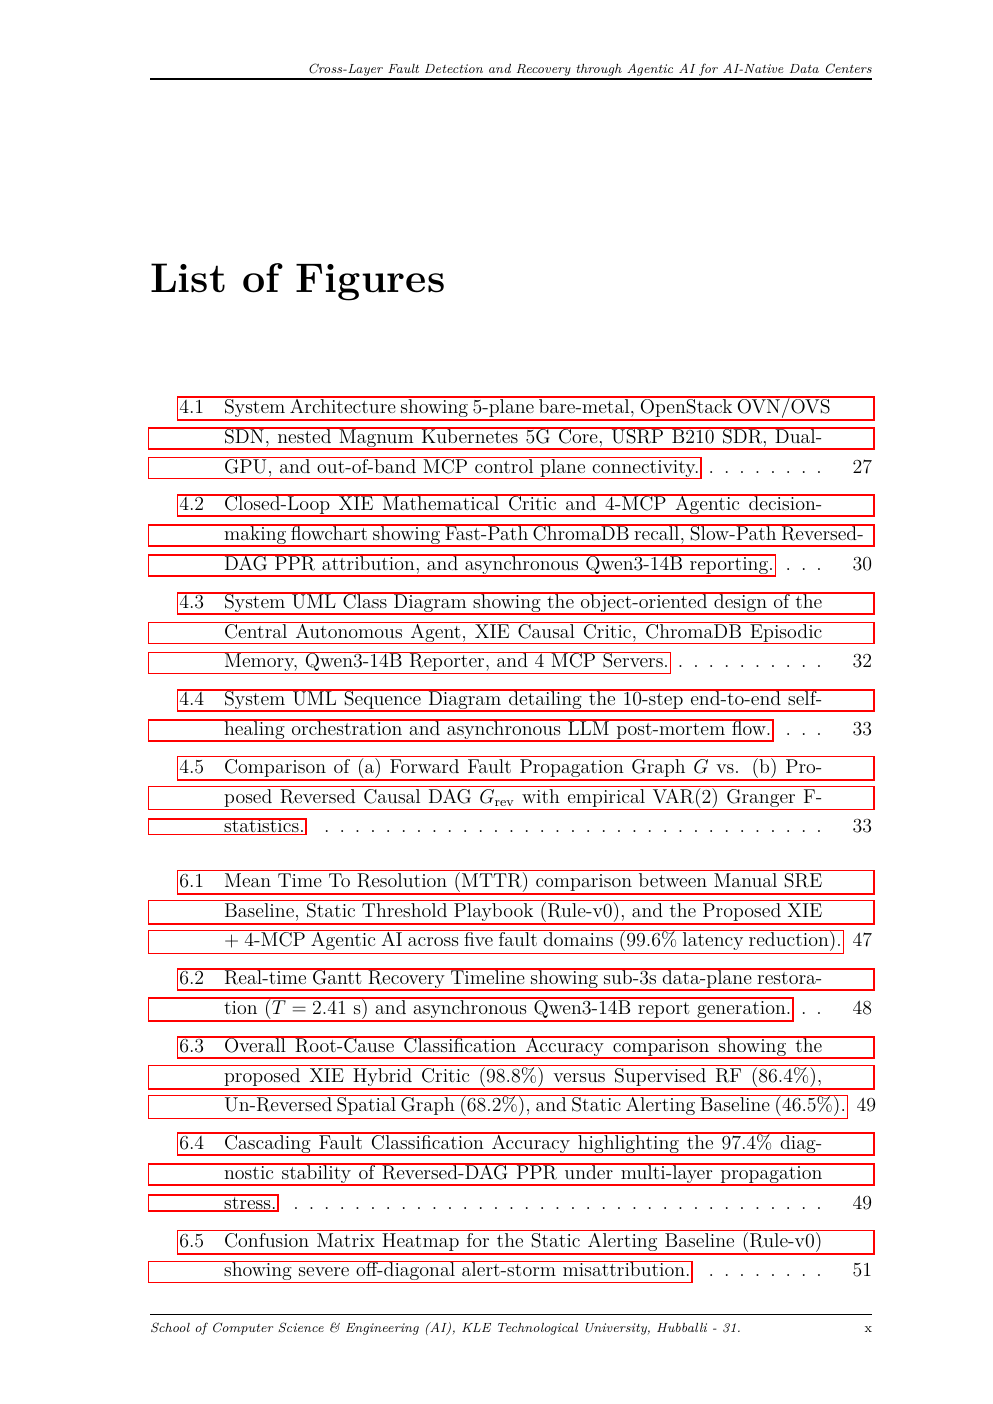 Cross-Layer Fault Detection and Recovery through Agentic AI for AI-Native Data Centers
List of Figures
4.1 System Architecture showing 5-plane bare-metal, OpenStack OVN/OVS
SDN, nested Magnum Kubernetes 5G Core, USRP B210 SDR, Dual-
GPU, and out-of-band MCP control plane connectivity. . . . . . . . . 27
4.2 Closed-Loop XIE Mathematical Critic and 4-MCP Agentic decision-
making flowchart showing Fast-Path ChromaDB recall, Slow-Path Reversed-
DAG PPR attribution, and asynchronous Qwen3-14B reporting. . . . 30
4.3 System UML Class Diagram showing the object-oriented design of the
Central Autonomous Agent, XIE Causal Critic, ChromaDB Episodic
Memory, Qwen3-14B Reporter, and 4 MCP Servers. . . . . . . . . . . 32
4.4 System UML Sequence Diagram detailing the 10-step end-to-end self-
healing orchestration and asynchronous LLM post-mortem flow. . . . 33
4.5 Comparison of (a) Forward Fault Propagation Graph G vs. (b) Pro-
posed Reversed Causal DAG G_rev with empirical VAR(2) Granger F-
statistics. . . . . . . . . . . . . . . . . . . . . . . . . . . . . . . . . . 33
6.1 Mean Time To Resolution (MTTR) comparison between Manual SRE
Baseline, Static Threshold Playbook (Rule-v0), and the Proposed XIE
+ 4-MCP Agentic AI across five fault domains (99.6% latency reduction). 47
6.2 Real-time Gantt Recovery Timeline showing sub-3s data-plane restora-
tion (T = 2.41 s) and asynchronous Qwen3-14B report generation. . . 48
6.3 Overall Root-Cause Classification Accuracy comparison showing the
proposed XIE Hybrid Critic (98.8%) versus Supervised RF (86.4%),
Un-Reversed Spatial Graph (68.2%), and Static Alerting Baseline (46.5%). 49
6.4 Cascading Fault Classification Accuracy highlighting the 97.4% diag-
nostic stability of Reversed-DAG PPR under multi-layer propagation
stress. . . . . . . . . . . . . . . . . . . . . . . . . . . . . . . . . . . . 49
6.5 Confusion Matrix Heatmap for the Static Alerting Baseline (Rule-v0)
showing severe off-diagonal alert-storm misattribution. . . . . . . . . 51
School of Computer Science & Engineering (AI), KLE Technological University, Hubballi - 31. x